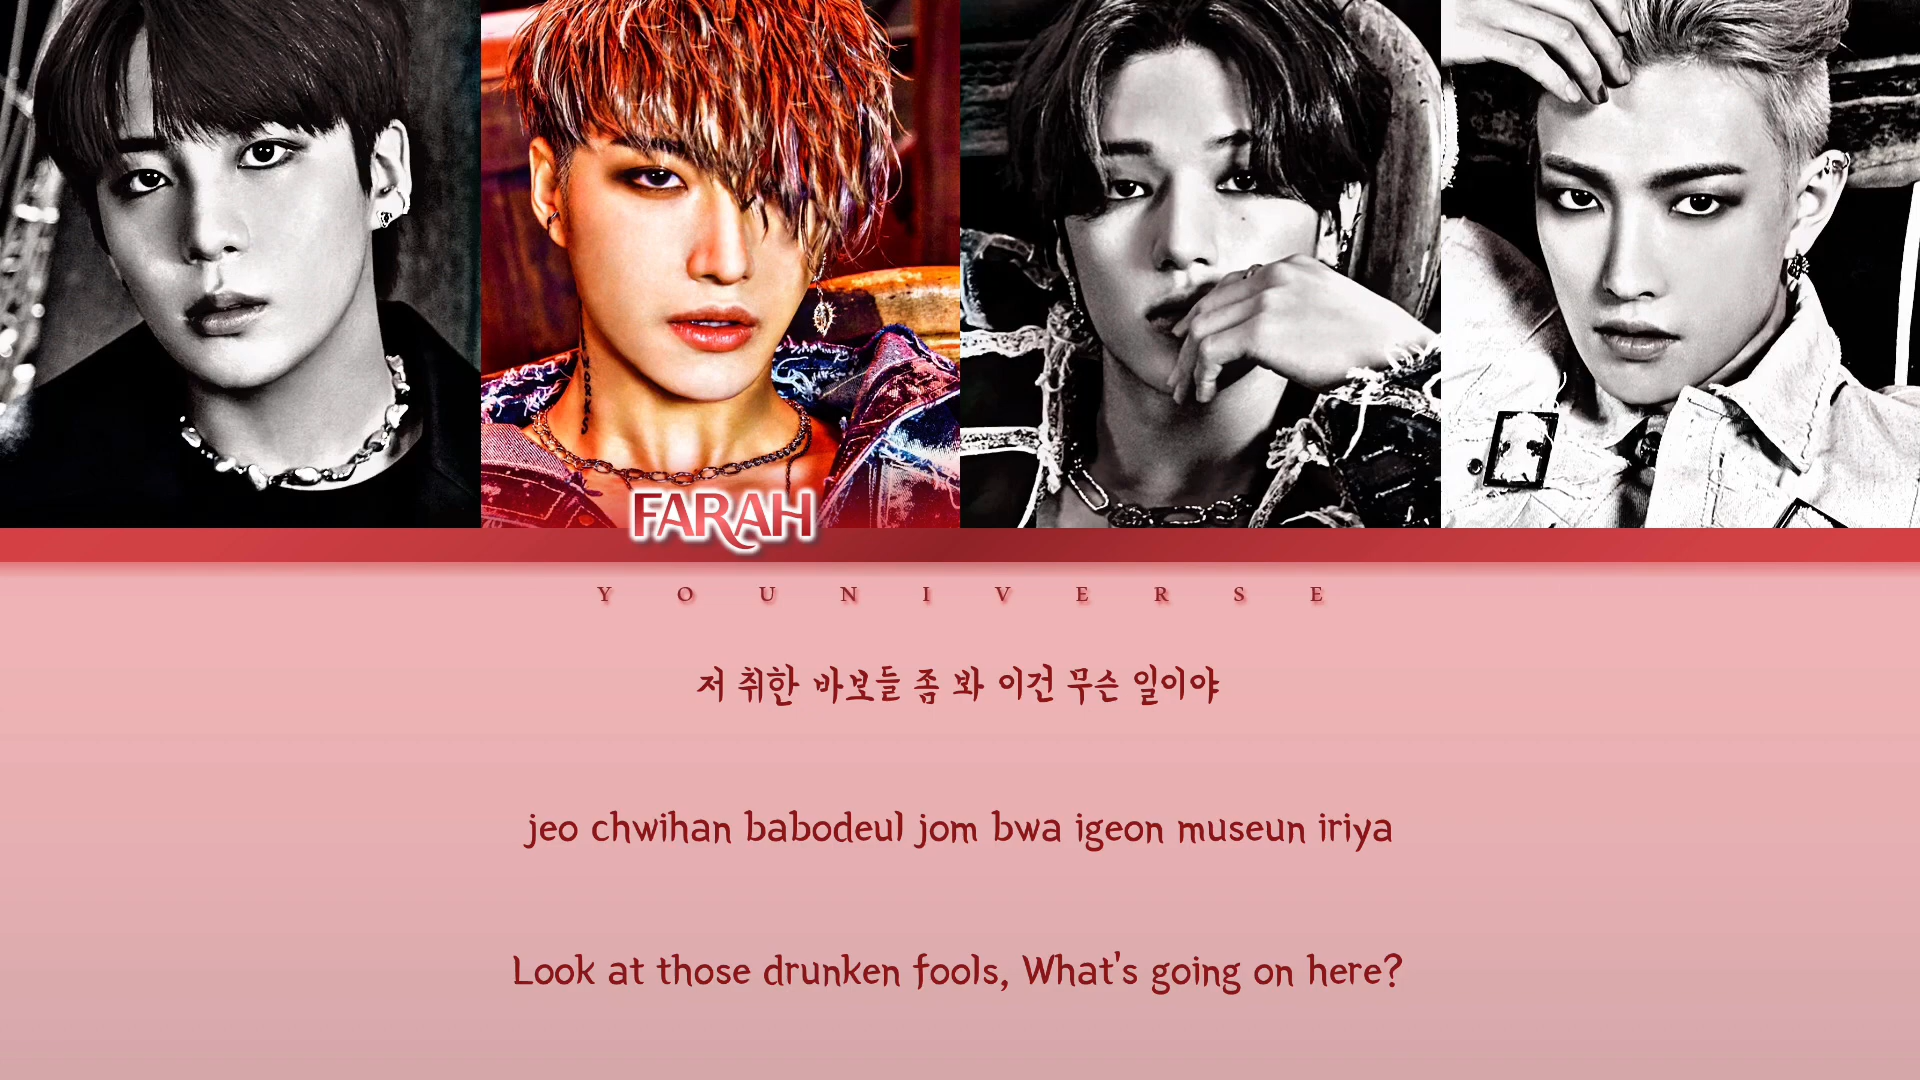 FARAH
YOUNIVERSE
저 취한 바보들 좀 봐 이건 무슨 일이야
jeo chwihan babodeul jom bwa igeon museun iriya
Look at those drunken fools, What's going on here?